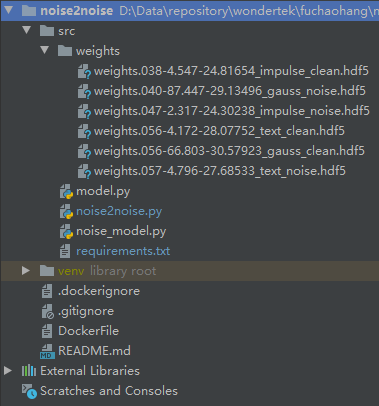 noise2noise D:\Data\repository\wondertek\fuchaohang\
src
weights
weights.038-4.547-24.81654_impulse_clean.hdf5
weights.040-87.447-29.13496_gauss_noise.hdf5
weights.047-2.317-24.30238_impulse_noise.hdf5
weights.056-4.172-28.07752_text_clean.hdf5
weights.056-66.803-30.57923_gauss_clean.hdf5
weights.057-4.796-27.68533_text_noise.hdf5
model.py
noise2noise.py
noise_model.py
requirements.txt
venv library root
.dockerignore
.gitignore
DockerFile
MD README.md
External Libraries
Scratches and Consoles